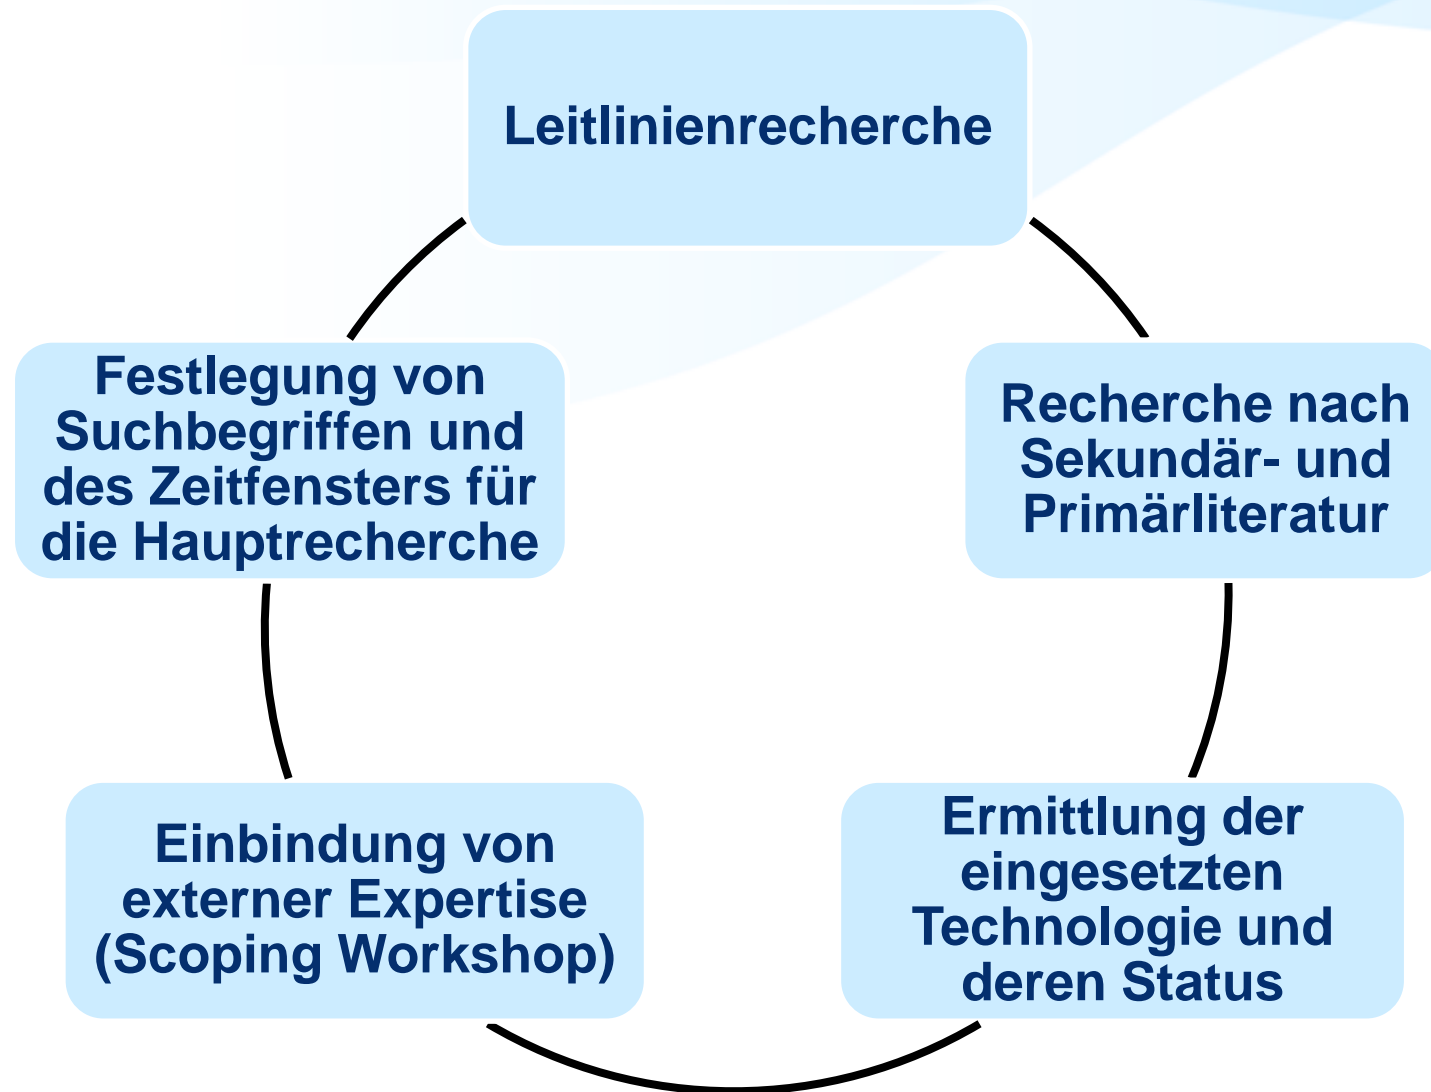 Leitlinienrecherche
Festlegung von
Suchbegriffen und
des Zeitfensters für
die Hauptrecherche
Recherche nach
Sekundär- und
Primärliteratur
Einbindung von
externer Expertise
(Scoping Workshop)
Ermittlung der
eingesetzten
Technologie und
deren Status